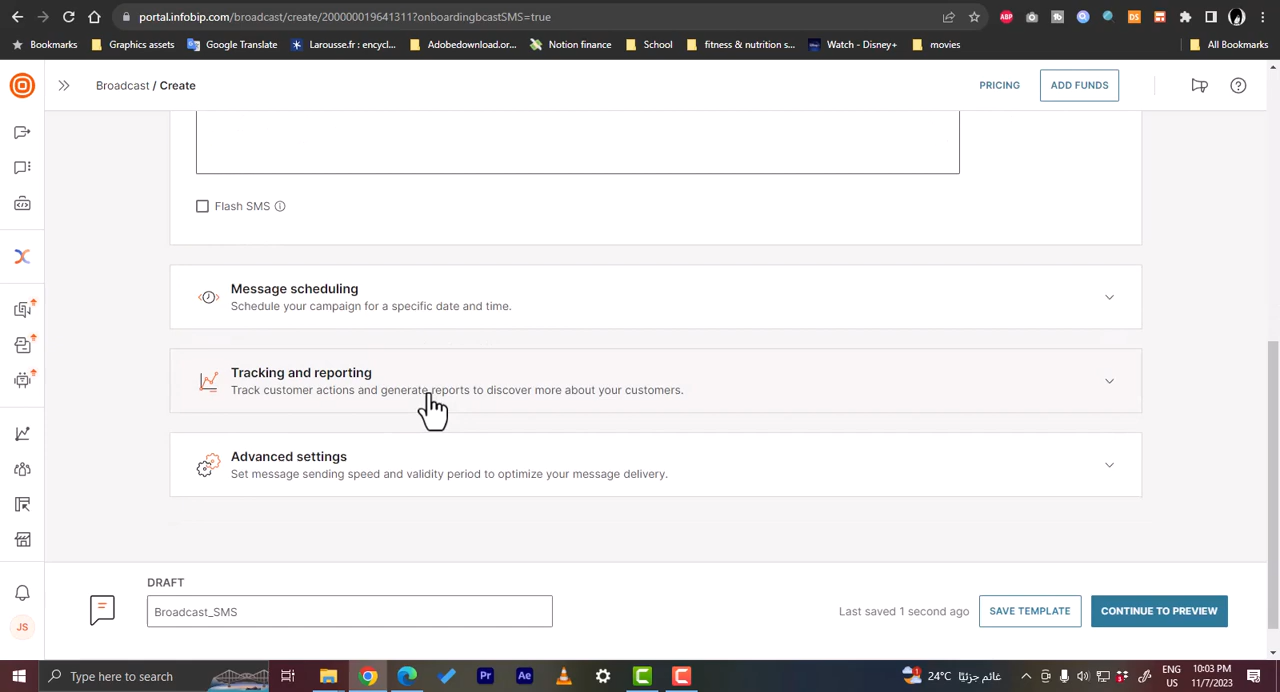 portal.infobip.com/broadcast/create/200000019641311?onboardingbcastSMS=true
Bookmarks
Graphics assets
Google Translate
Larousse.fr : encycl...
Adobedownload.or...
Notion finance
School
fitness & nutrition s...
Watch - Disney+
movies
All Bookmarks
Broadcast / Create
PRICING
ADD FUNDS
Flash SMS
Message scheduling
Schedule your campaign for a specific date and time.
Tracking and reporting
Track customer actions and generate reports to discover more about your customers.
Advanced settings
Set message sending speed and validity period to optimize your message delivery.
DRAFT
Broadcast_SMS
Last saved 1 second ago
SAVE TEMPLATE
CONTINUE TO PREVIEW
JS
Type here to search
24°C غائم جزئيًا
ENG
US
10:03 PM
11/7/2023